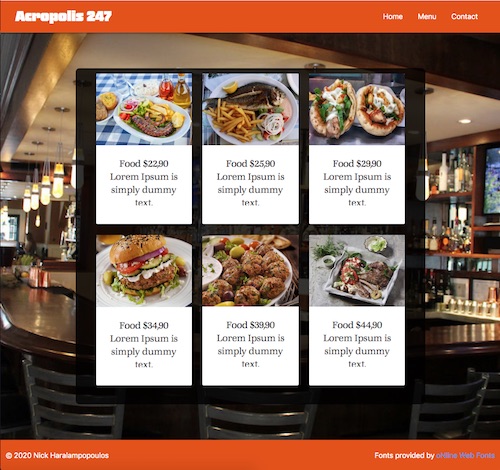 Acropolis 247
Home Menu Contact
Food $22,90
Lorem Ipsum is
simply dummy
text.
Food $25,90
Lorem Ipsum is
simply dummy
text.
Food $29,90
Lorem Ipsum is
simply dummy
text.
Food $34,90
Lorem Ipsum is
simply dummy
text.
Food $39,90
Lorem Ipsum is
simply dummy
text.
Food $44,90
Lorem Ipsum is
simply dummy
text.
© 2020 Nick Haralampopoulos
Fonts provided by oNline Web Fonts